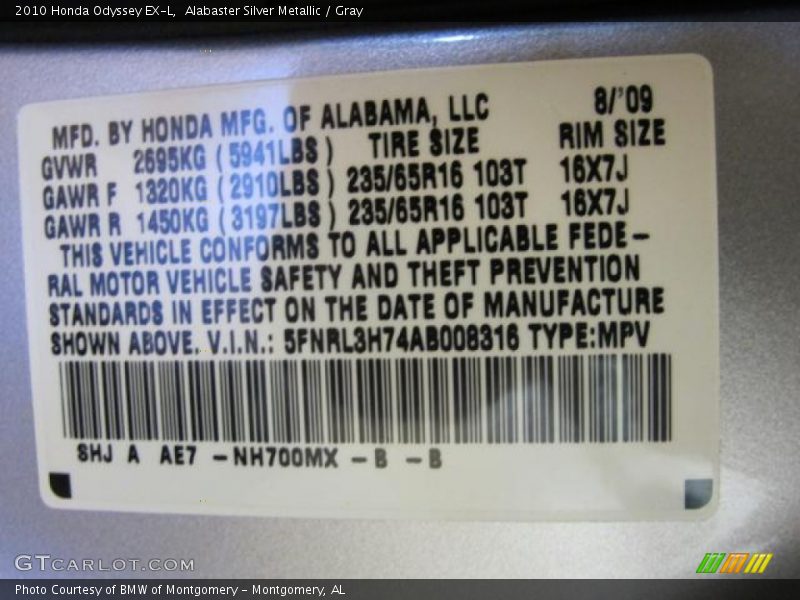 2010 Honda Odyssey EX-L,  Alabaster Silver Metallic / Gray
MFD. BY HONDA MFG. OF ALABAMA, LLC 8/'09
TIRE SIZE RIM SIZE
GVWR 2695KG (5941LBS)
GAWR F 1320KG (2910LBS) 235/65R16 103T 16X7J
GAWR R 1450KG (3197LBS) 235/65R16 103T 16X7J
THIS VEHICLE CONFORMS TO ALL APPLICABLE FEDE-
RAL MOTOR VEHICLE SAFETY AND THEFT PREVENTION
STANDARDS IN EFFECT ON THE DATE OF MANUFACTURE
SHOWN ABOVE. V.I.N.: 5FNRL3H74AB008316 TYPE:MPV
SHJ A AE7 -NH700MX -B -B
GTCARLOT.COM
Photo Courtesy of BMW of Montgomery - Montgomery, AL